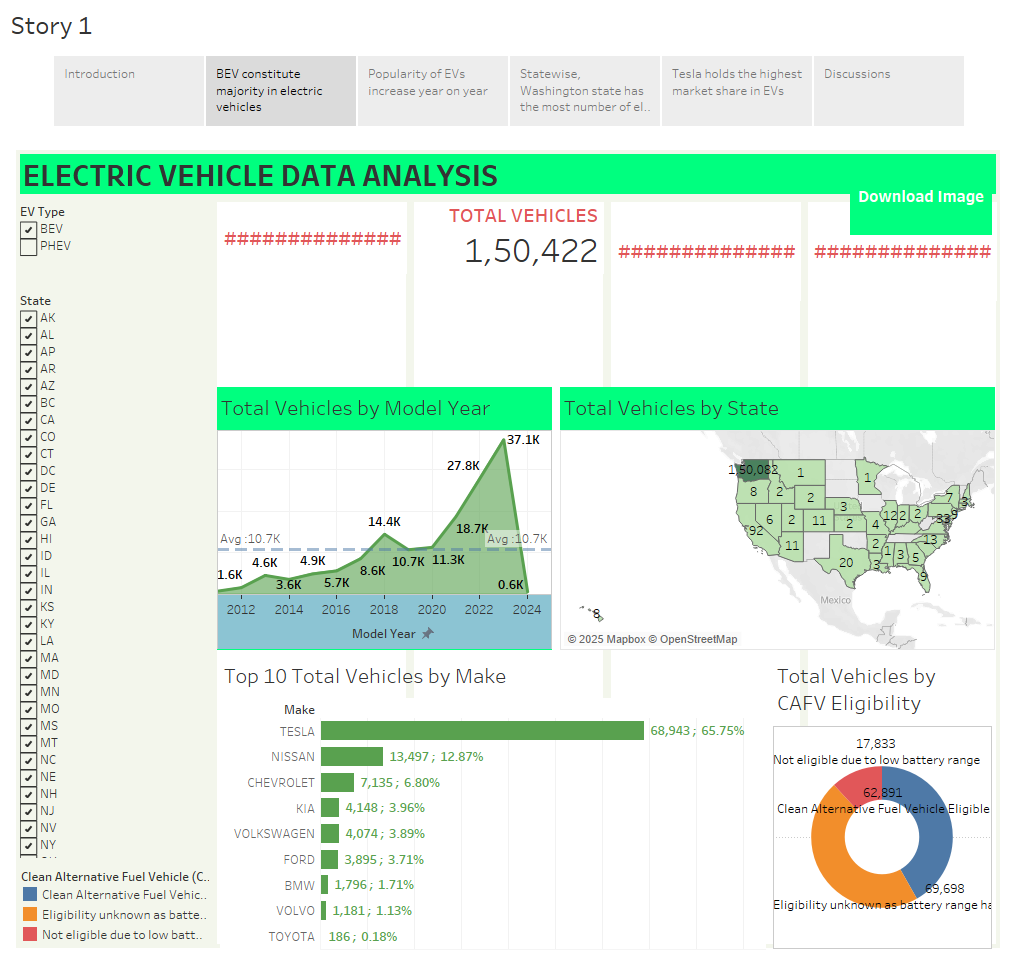 Story 1
Introduction
BEV constitute
majority in electric
vehicles
Popularity of EVs
increase year on year
Statewise,
Washington state has
the most number of el..
Tesla holds the highest
market share in EVs
Discussions
ELECTRIC VEHICLE DATA ANALYSIS
Download Image
EV Type
BEV
PHEV
State
AK
AL
AP
AR
AZ
BC
CA
CO
CT
DC
DE
FL
GA
HI
ID
IL
IN
KS
KY
LA
MA
MD
MN
MO
MS
MT
NC
NE
NH
NJ
NV
NY
Clean Alternative Fuel Vehicle (C..
Clean Alternative Fuel Vehic..
Eligibility unknown as batte..
Not eligible due to low batt..
##############
TOTAL VEHICLES
1,50,422
##############
##############
Total Vehicles by Model Year
37.1K
27.8K
14.4K
18.7K
Avg :10.7K
Avg :10.7K
1.6K
4.6K
3.6K
4.9K
5.7K
8.6K
10.7K
11.3K
0.6K
2012 2014 2016 2018 2020 2022 2024
Model Year
Total Vehicles by State
1,50,082
1
1
8
2
2
3
7
3
92
6
2
11
2
4
12
2
2
33
9
11
20
2
3
1
3
5
13
9
8
Mexico
© 2025 Mapbox © OpenStreetMap
Top 10 Total Vehicles by Make
Make
TESLA 68,943 ; 65.75%
NISSAN 13,497 ; 12.87%
CHEVROLET 7,135 ; 6.80%
KIA 4,148 ; 3.96%
VOLKSWAGEN 4,074 ; 3.89%
FORD 3,895 ; 3.71%
BMW 1,796 ; 1.71%
VOLVO 1,181 ; 1.13%
TOYOTA 186 ; 0.18%
Total Vehicles by
CAFV Eligibility
17,833
Not eligible due to low battery range
62,891
Clean Alternative Fuel Vehicle Eligible
69,698
Eligibility unknown as battery range ha